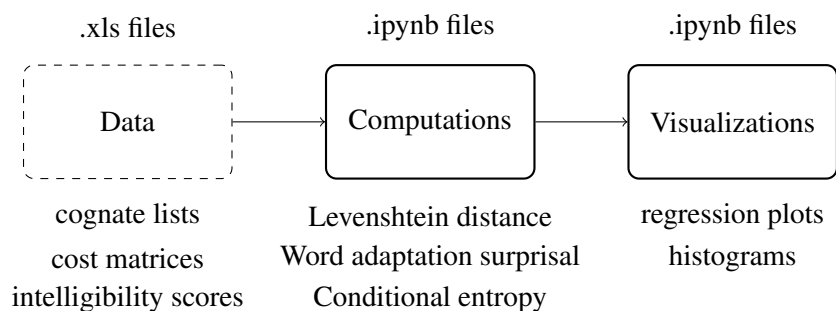 .xls files
.ipynb files
.ipynb files
Data
Computations
Visualizations
cognate lists
cost matrices
intelligibility scores
Levenshtein distance
Word adaptation surprisal
Conditional entropy
regression plots
histograms